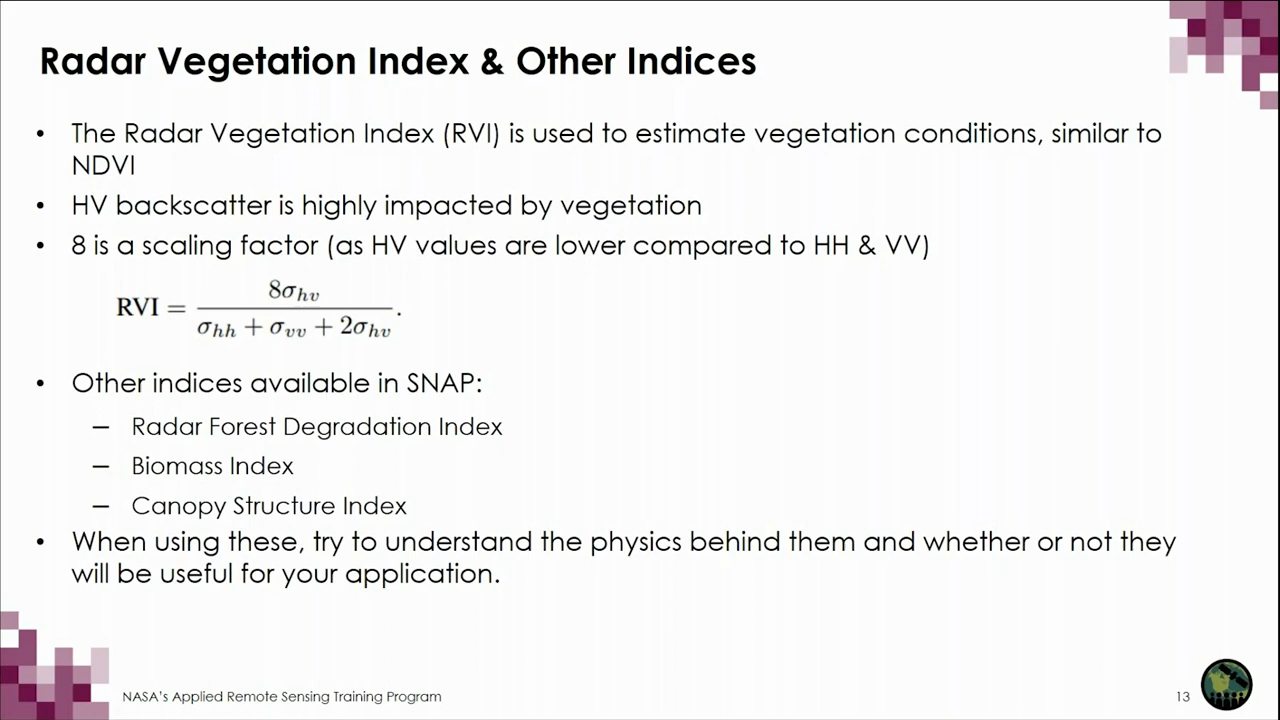 Radar Vegetation Index & Other Indices
• The Radar Vegetation Index (RVI) is used to estimate vegetation conditions, similar to
NDVI
• HV backscatter is highly impacted by vegetation
• 8 is a scaling factor (as HV values are lower compared to HH & VV)
RVI = 8σhv / (σhh + σvv + 2σhv).
• Other indices available in SNAP:
– Radar Forest Degradation Index
– Biomass Index
– Canopy Structure Index
• When using these, try to understand the physics behind them and whether or not they
will be useful for your application.
NASA's Applied Remote Sensing Training Program
13